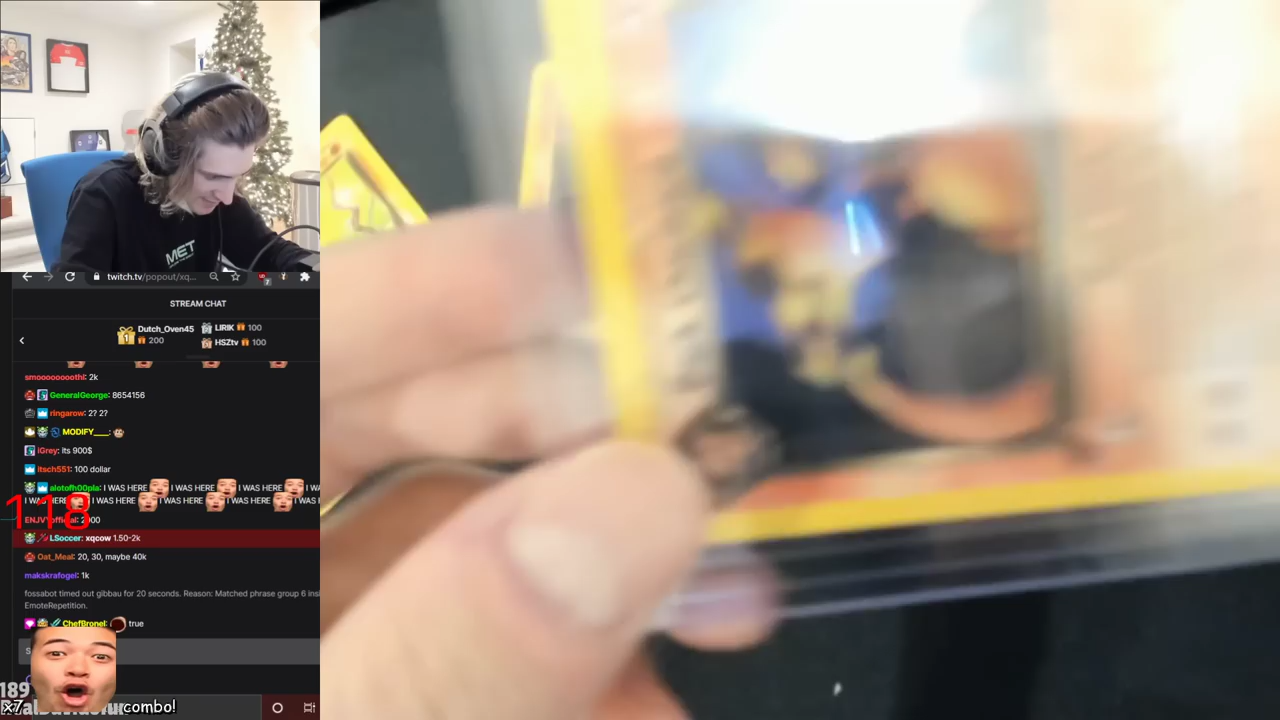 MET
twitch.tv/popout/xq
STREAM CHAT
Dutch_Oven45
200
LIRIK 100
HSZtv 100
smoooooooothl: 2k
GeneralGeorge: 8654156
ringarow: 2? 2?
MODIFY___:
iGrey: its 900$
itsch551: 100 dollar
alotofh00pla: I WAS HERE I WAS HERE I WAS HERE
I WAS HERE I WAS HERE I WAS HERE I WAS HERE
118
LSoccer: xqcow 1.50-2k
Oat_Meal: 20, 30, maybe 40k
makskrafogel: 1k
fossabot timed out gibbau for 20 seconds. Reason: Matched phrase group 6 insi
EmoteRepetition.
ChefBronel: true
189
x7 combo!